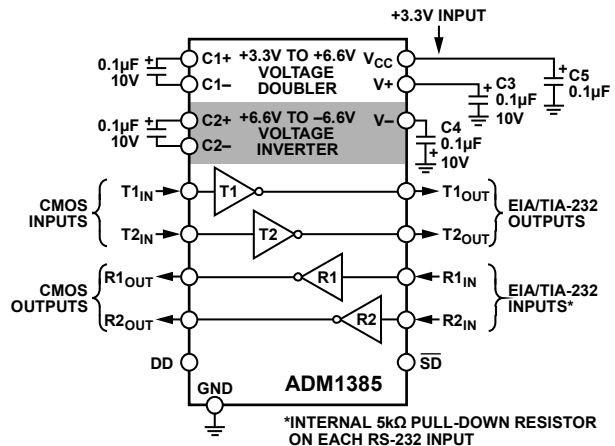 +3.3V INPUT
0.1µF
10V
+
C1+
C1–
+3.3V TO +6.6V
VOLTAGE
DOUBLER
VCC
V+
+
C3
0.1µF
10V
+
C5
0.1µF
0.1µF
10V
+
C2+
C2–
+6.6V TO –6.6V
VOLTAGE
INVERTER
V–
C4
0.1µF
10V
+
CMOS
INPUTS
T1IN
T1
T1OUT
T2IN
T2
T2OUT
EIA/TIA-232
OUTPUTS
CMOS
OUTPUTS
R1OUT
R1
R1IN
R2OUT
R2
R2IN
EIA/TIA-232
INPUTS*
DD
SD
GND
ADM1385
*INTERNAL 5kΩ PULL-DOWN RESISTOR
ON EACH RS-232 INPUT